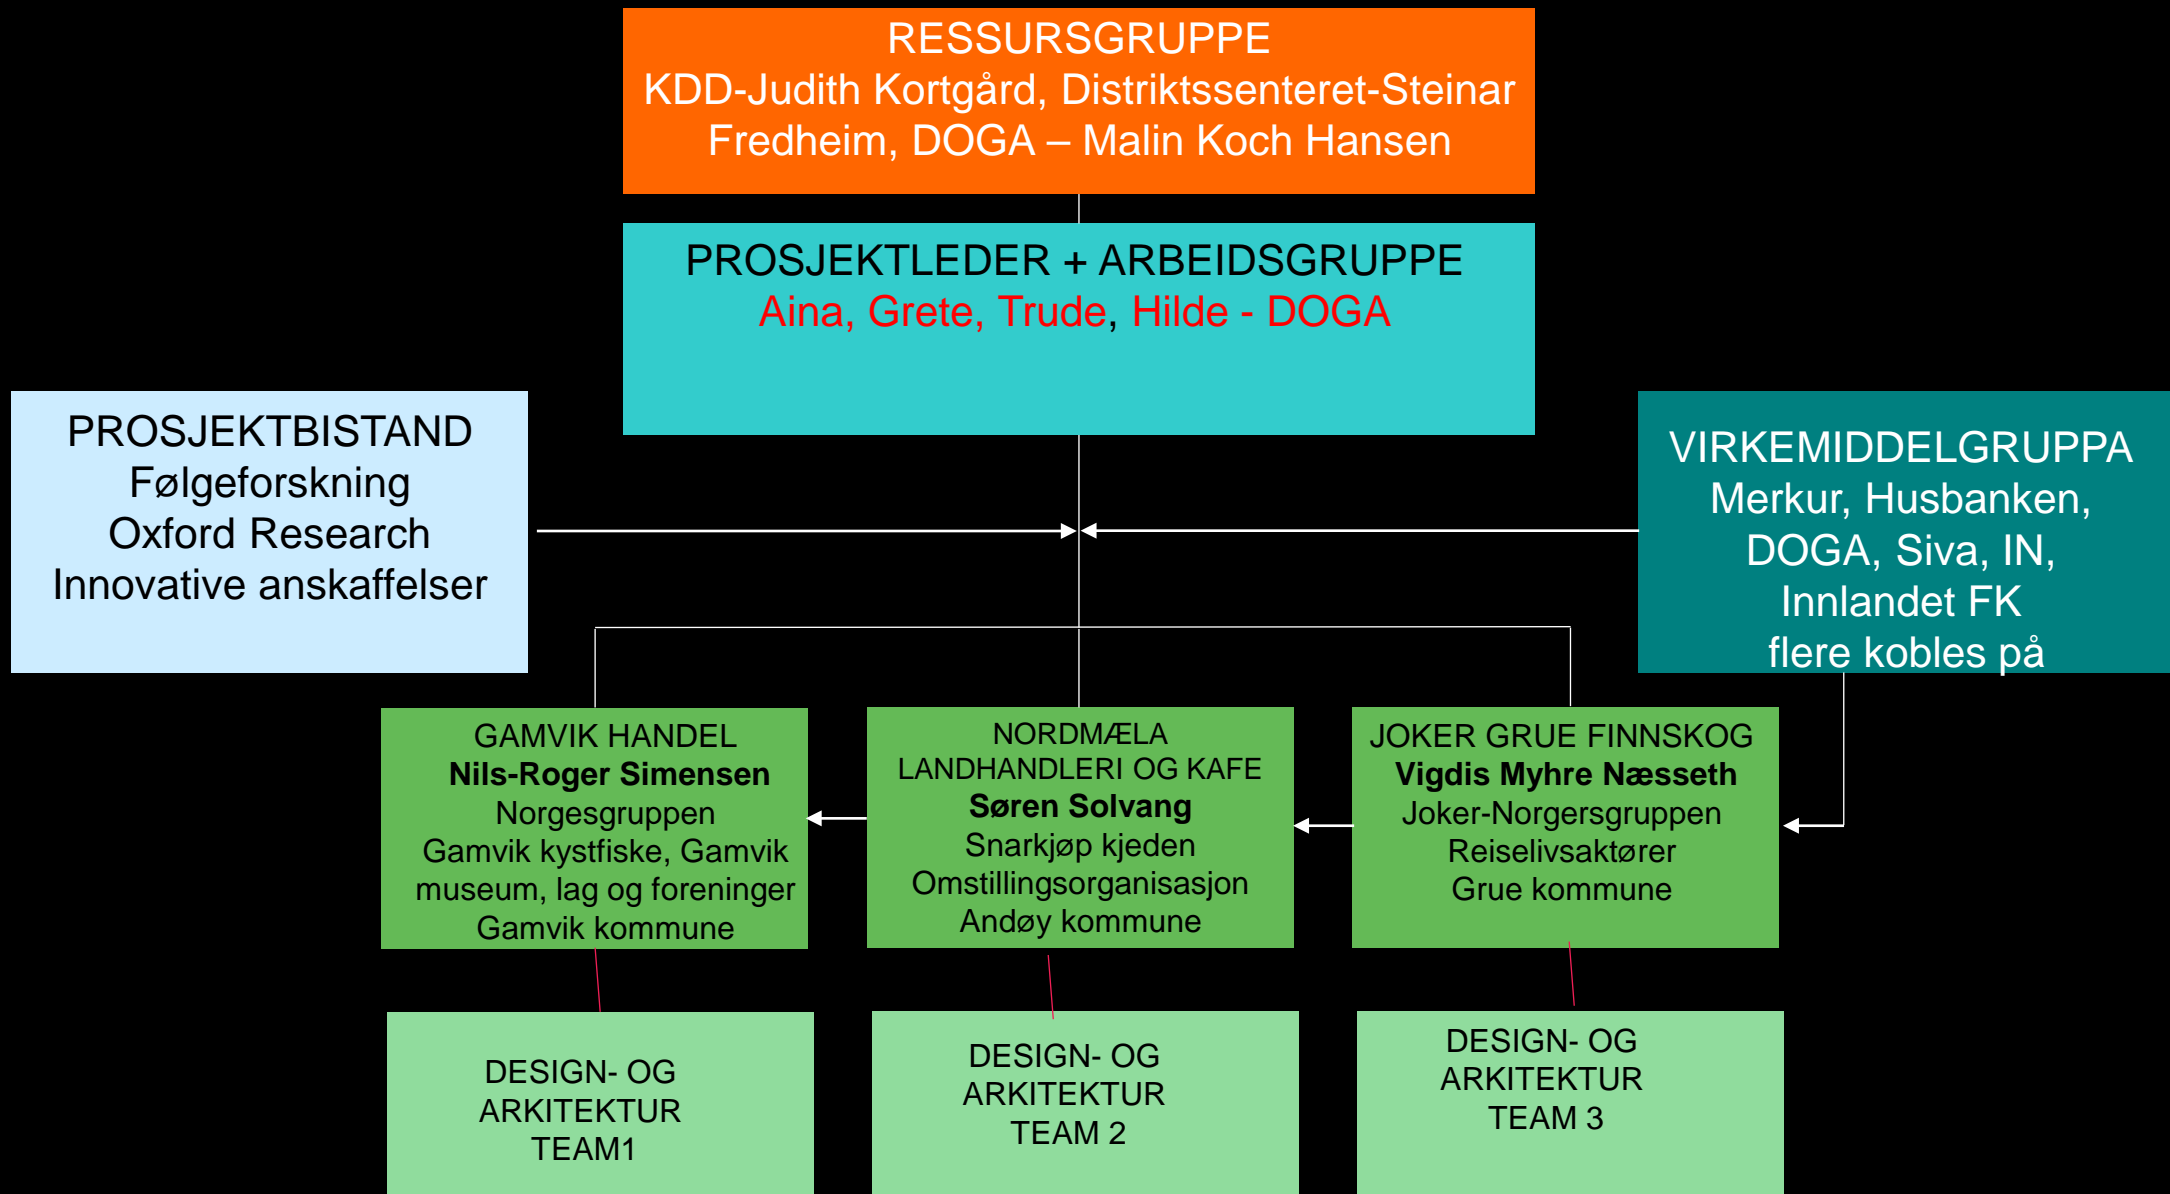 RESSURSGRUPPE
KDD-Judith Kortgård, Distriktssenteret-Steinar
Fredheim, DOGA – Malin Koch Hansen
PROSJEKTLEDER + ARBEIDSGRUPPE
Aina, Grete, Trude, Hilde - DOGA
PROSJEKTBISTAND
Følgeforskning
Oxford Research
Innovative anskaffelser
VIRKEMIDDELGRUPPA
Merkur, Husbanken,
DOGA, Siva, IN,
Innlandet FK
flere kobles på
GAMVIK HANDEL
Nils-Roger Simensen
Norgesgruppen
Gamvik kystfiske, Gamvik
museum, lag og foreninger
Gamvik kommune
NORDMÆLA
LANDHANDLERI OG KAFE
Søren Solvang
Snarkjøp kjeden
Omstillingsorganisasjon
Andøy kommune
JOKER GRUE FINNSKOG
Vigdis Myhre Næsseth
Joker-Norgersgruppen
Reiselivsaktører
Grue kommune
DESIGN- OG
ARKITEKTUR
TEAM1
DESIGN- OG
ARKITEKTUR
TEAM 2
DESIGN- OG
ARKITEKTUR
TEAM 3